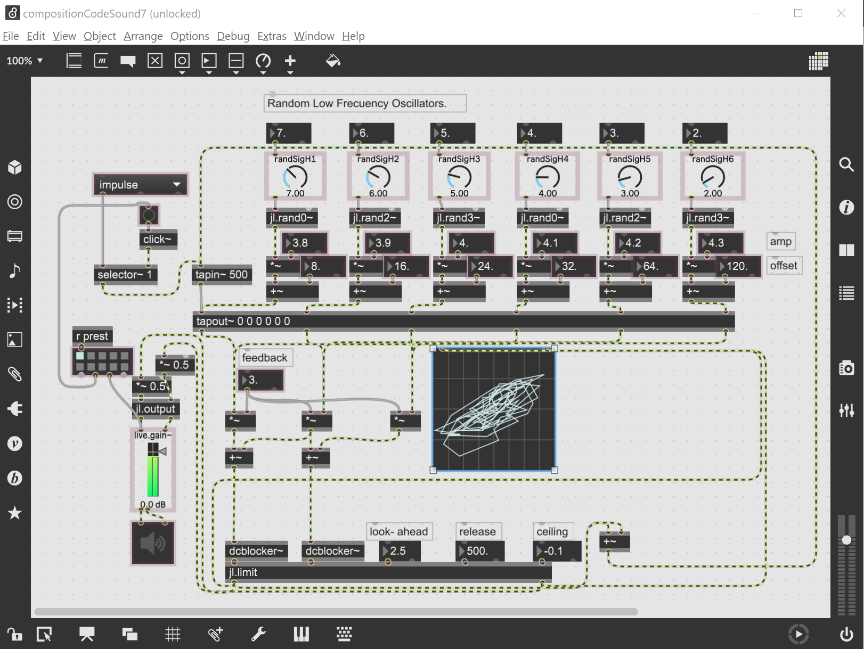 compositionCodeSound7 (unlocked)
File Edit View Object Arrange Options Debug Extras Window Help
100%
Random Low Frecuency Oscillators.
7. 6. 5. 4. 3. 2.
randSigH1 randSigH2 randSigH3 randSigH4 randSigH5 randSigH6
7.00 6.00 5.00 4.00 3.00 2.00
impulse
jl.rand0~ jl.rand2~ jl.rand3~ jl.rand0~ jl.rand2~ jl.rand3~
click~
3.8 3.9 4. 4.1 4.2 4.3 amp
selector~ 1 tapin~ 500
*~ 8. *~ 16. *~ 24. *~ 32. *~ 64. *~ 120. offset
+~ +~ +~ +~ +~ +~
tapout~ 0 0 0 0 0 0
r prest
feedback
*~ 0.5
3.
*~ 0.5
jl.output
*~ *~ *~
live.gain~
+~ +~
0.0 dB
look- ahead release ceiling
+~
dcblocker~ dcblocker~ 2.5 500. -0.1
jl.limit